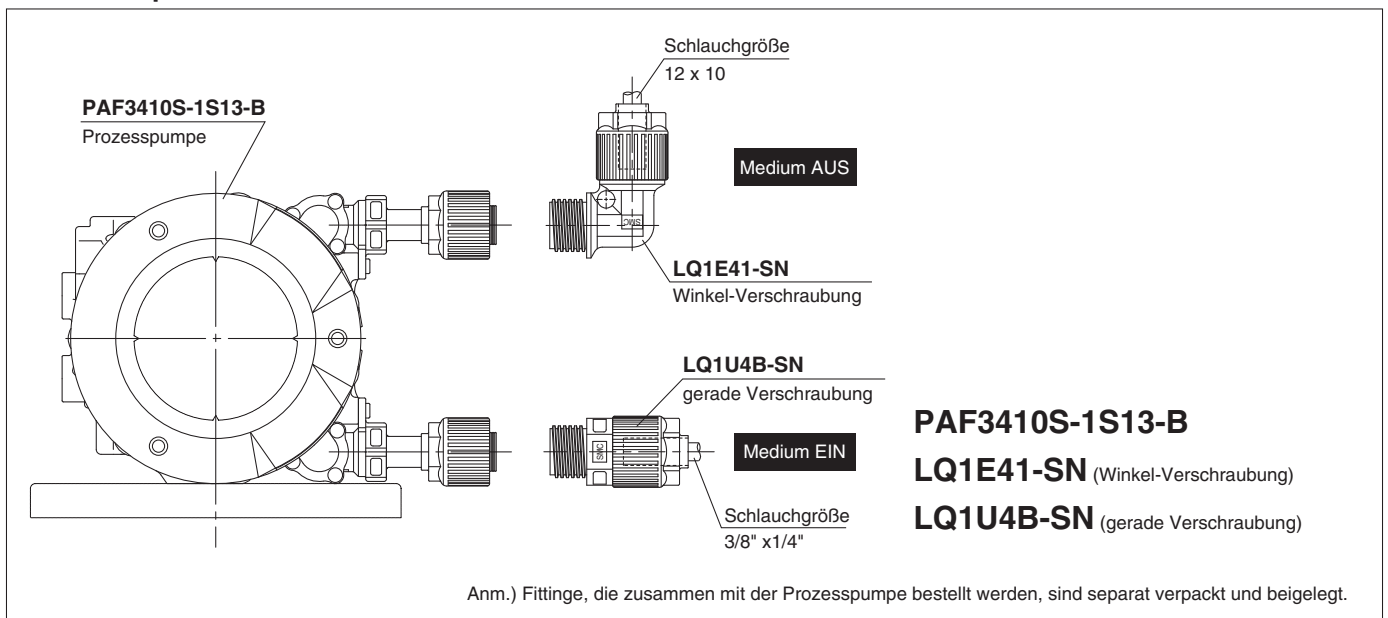 Schlauchgröße
12 x 10
PAF3410S-1S13-B
Prozesspumpe
Medium AUS
SMC
LQ1E41-SN
Winkel-Verschraubung
LQ1U4B-SN
gerade Verschraubung
SMC
Medium EIN
Schlauchgröße
3/8" x1/4"
PAF3410S-1S13-B
LQ1E41-SN (Winkel-Verschraubung)
LQ1U4B-SN (gerade Verschraubung)
Anm.) Fittinge, die zusammen mit der Prozesspumpe bestellt werden, sind separat verpackt und beigelegt.